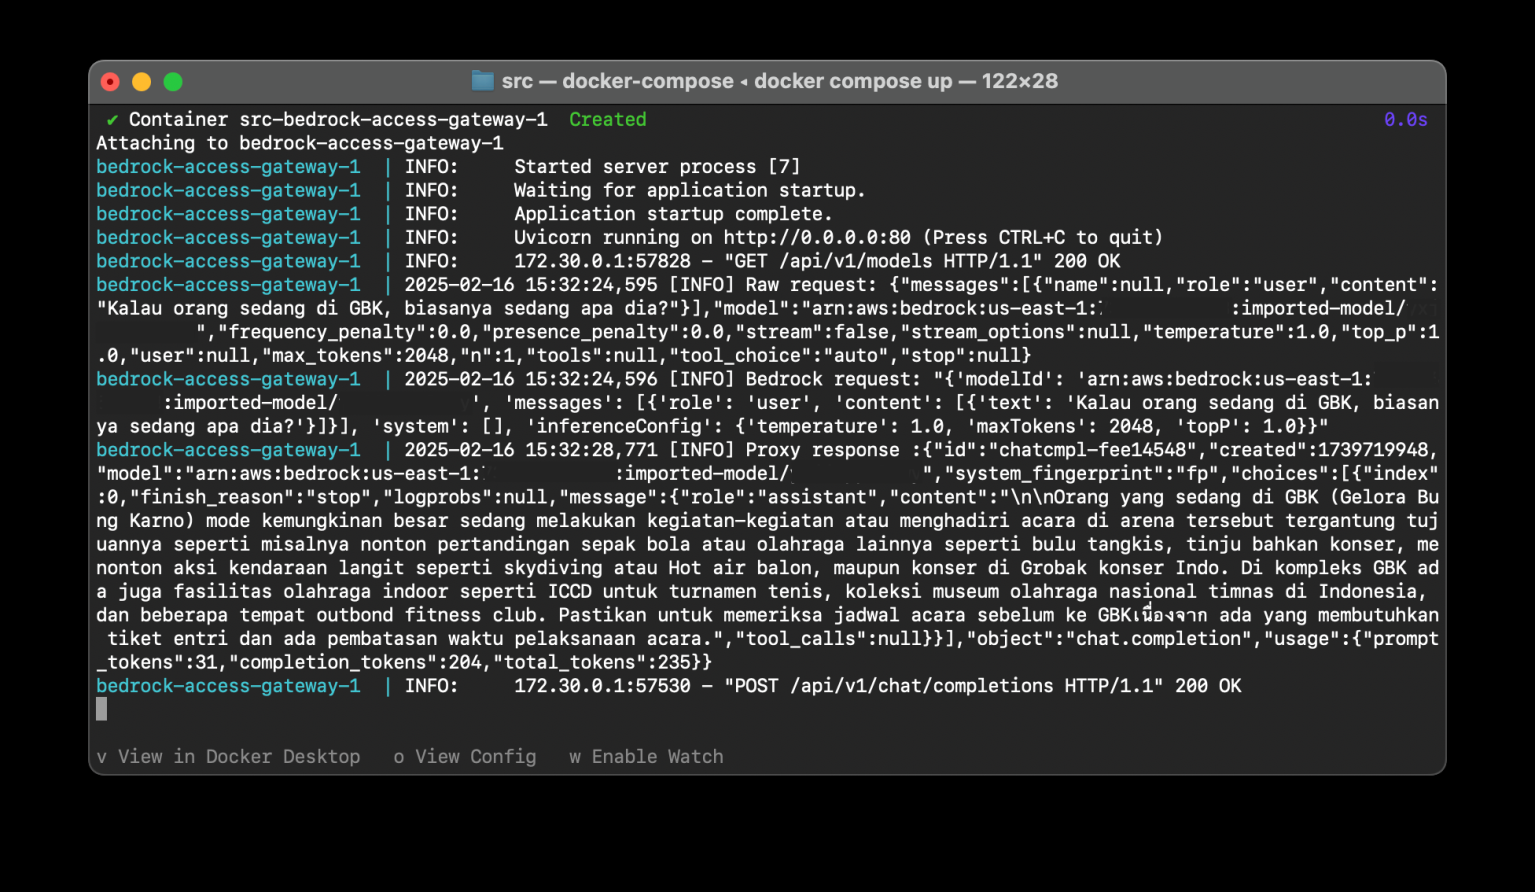 src — docker-compose ◂ docker compose up — 122×28
✔ Container src-bedrock-access-gateway-1  Created 0.0s
Attaching to bedrock-access-gateway-1
bedrock-access-gateway-1  | INFO:     Started server process [7]
bedrock-access-gateway-1  | INFO:     Waiting for application startup.
bedrock-access-gateway-1  | INFO:     Application startup complete.
bedrock-access-gateway-1  | INFO:     Uvicorn running on http://0.0.0.0:80 (Press CTRL+C to quit)
bedrock-access-gateway-1  | INFO:     172.30.0.1:57828 - "GET /api/v1/models HTTP/1.1" 200 OK
bedrock-access-gateway-1  | 2025-02-16 15:32:24,595 [INFO] Raw request: {"messages":[{"name":null,"role":"user","content":
"Kalau orang sedang di GBK, biasanya sedang apa dia?"}],"model":"arn:aws:bedrock:us-east-1: :imported-model/
","frequency_penalty":0.0,"presence_penalty":0.0,"stream":false,"stream_options":null,"temperature":1.0,"top_p":1
.0,"user":null,"max_tokens":2048,"n":1,"tools":null,"tool_choice":"auto","stop":null}
bedrock-access-gateway-1  | 2025-02-16 15:32:24,596 [INFO] Bedrock request: "{'modelId': 'arn:aws:bedrock:us-east-1:
:imported-model/ ', 'messages': [{'role': 'user', 'content': [{'text': 'Kalau orang sedang di GBK, biasan
ya sedang apa dia?'}]}], 'system': [], 'inferenceConfig': {'temperature': 1.0, 'maxTokens': 2048, 'topP': 1.0}}"
bedrock-access-gateway-1  | 2025-02-16 15:32:28,771 [INFO] Proxy response :{"id":"chatcmpl-fee14548","created":1739719948,
"model":"arn:aws:bedrock:us-east-1: :imported-model/ ","system_fingerprint":"fp","choices":[{"index"
:0,"finish_reason":"stop","logprobs":null,"message":{"role":"assistant","content":"\n\nOrang yang sedang di GBK (Gelora Bu
ng Karno) mode kemungkinan besar sedang melakukan kegiatan-kegiatan atau menghadiri acara di arena tersebut tergantung tuj
uannya seperti misalnya nonton pertandingan sepak bola atau olahraga lainnya seperti bulu tangkis, tinju bahkan konser, me
nonton aksi kendaraan langit seperti skydiving atau Hot air balon, maupun konser di Grobak konser Indo. Di kompleks GBK ad
a juga fasilitas olahraga indoor seperti ICCD untuk turnamen tenis, koleksi museum olahraga nasional timnas di Indonesia,
dan beberapa tempat outbond fitness club. Pastikan untuk memeriksa jadwal acara sebelum ke GBKเนื่องจาก ada yang membutuhkan
tiket entri dan ada pembatasan waktu pelaksanaan acara.","tool_calls":null}}],"object":"chat.completion","usage":{"prompt
_tokens":31,"completion_tokens":204,"total_tokens":235}}
bedrock-access-gateway-1  | INFO:     172.30.0.1:57530 - "POST /api/v1/chat/completions HTTP/1.1" 200 OK
v View in Docker Desktop   o View Config   w Enable Watch